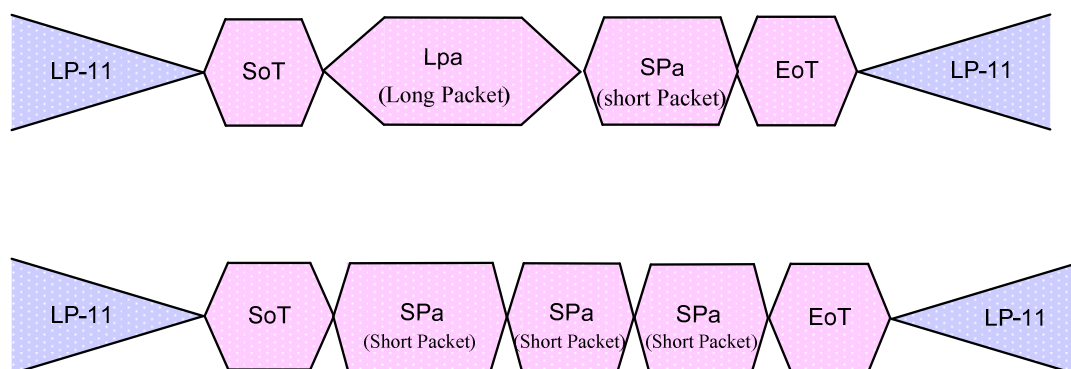 LP-11
SoT
Lpa
(Long Packet)
SPa
(short Packet)
EoT
LP-11
LP-11
SoT
SPa
(Short Packet)
SPa
(Short Packet)
SPa
(Short Packet)
EoT
LP-11